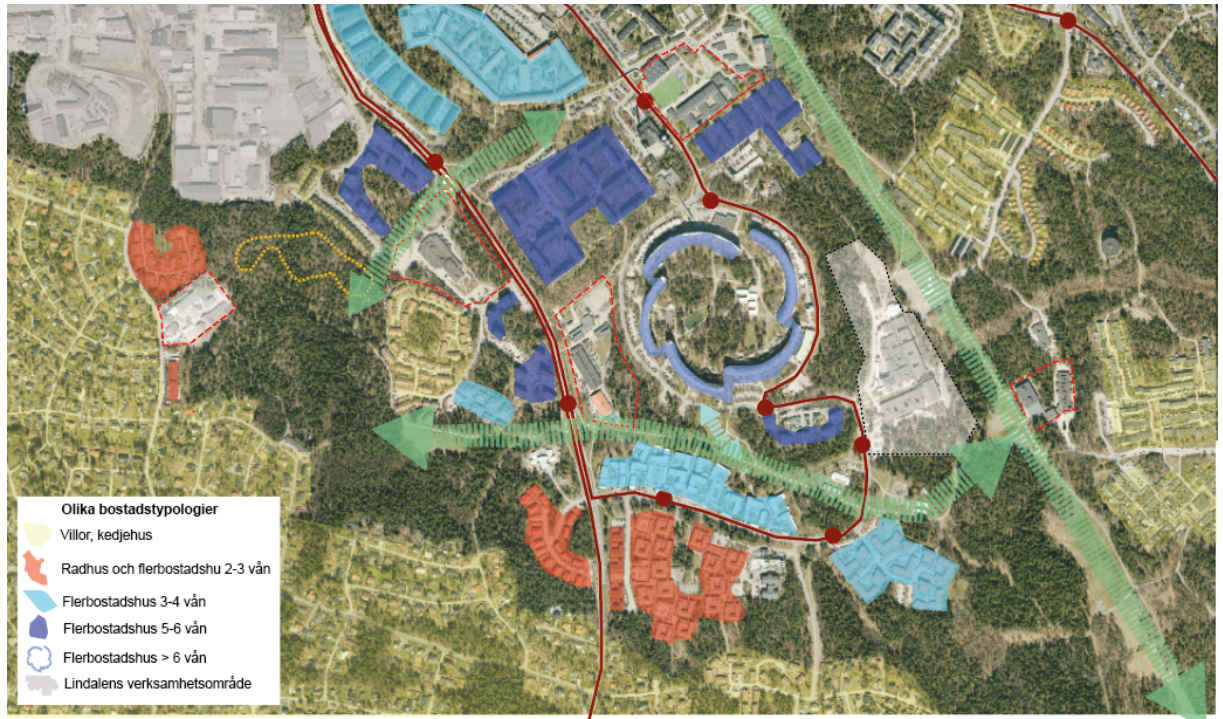 Olika bostadstypologier
Villor, kedjehus
Radhus och flerbostadshu 2-3 vån
Flerbostadshus 3-4 vån
Flerbostadshus 5-6 vån
Flerbostadshus > 6 vån
Lindalens verksamhetsområde